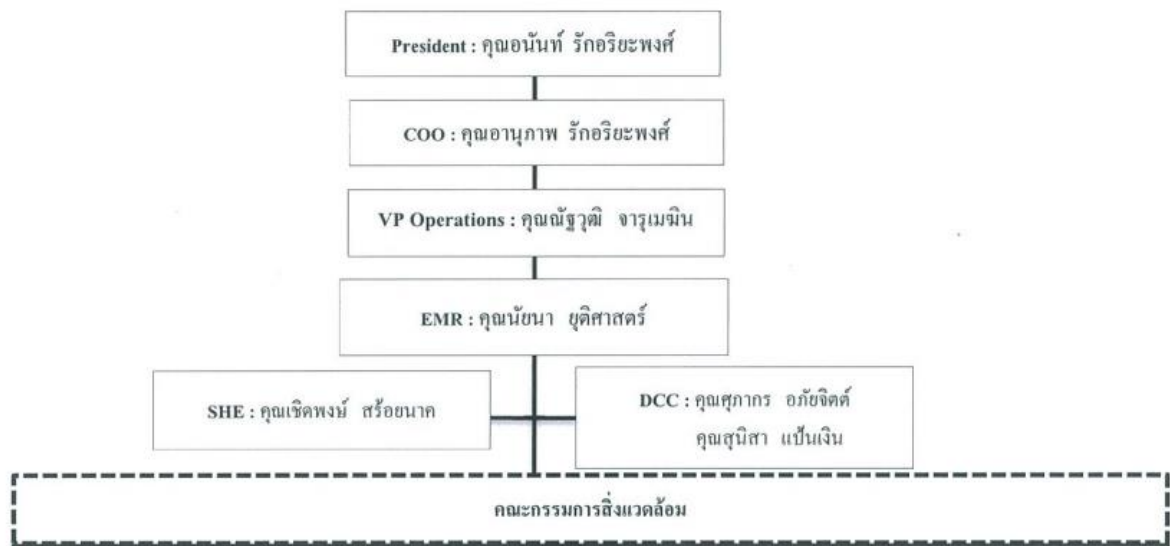 President : คุณอนันท์ รักอริยะพงศ์
COO : คุณอานุภาพ รักอริยะพงศ์
VP Operations : คุณณัฐวุฒิ จารุเมฆิน
EMR : คุณนัยนา ยุติศาสตร์
SHE : คุณเชิดพงษ์ สร้อยนาค
DCC : คุณศุภากร อภัยจิตต์
คุณสุนิสา แป้นเงิน
คณะกรรมการสิ่งแวดล้อม